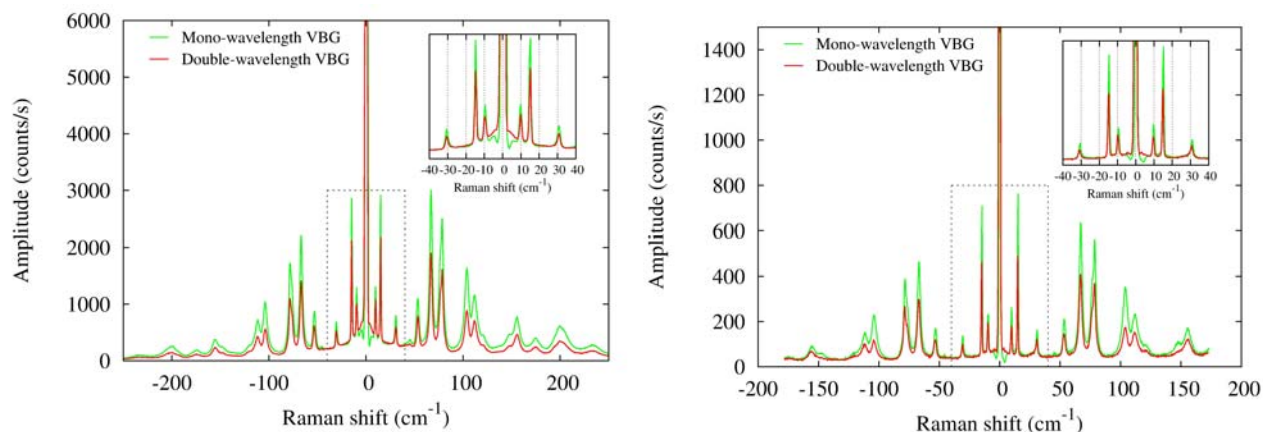 6000
5000
4000
3000
2000
1000
0
Amplitude (counts/s)
Mono-wavelength VBG
Double-wavelength VBG
-40 -30 -20 -10 0 10 20 30 40
Raman shift (cm-1)
-200 -100 0 100 200
Raman shift (cm-1)
1400
1200
1000
800
600
400
200
0
Amplitude (counts/s)
Mono-wavelength VBG
Double-wavelength VBG
-40 -30 -20 -10 0 10 20 30 40
Raman shift (cm-1)
-200 -150 -100 -50 0 50 100 150 200
Raman shift (cm-1)